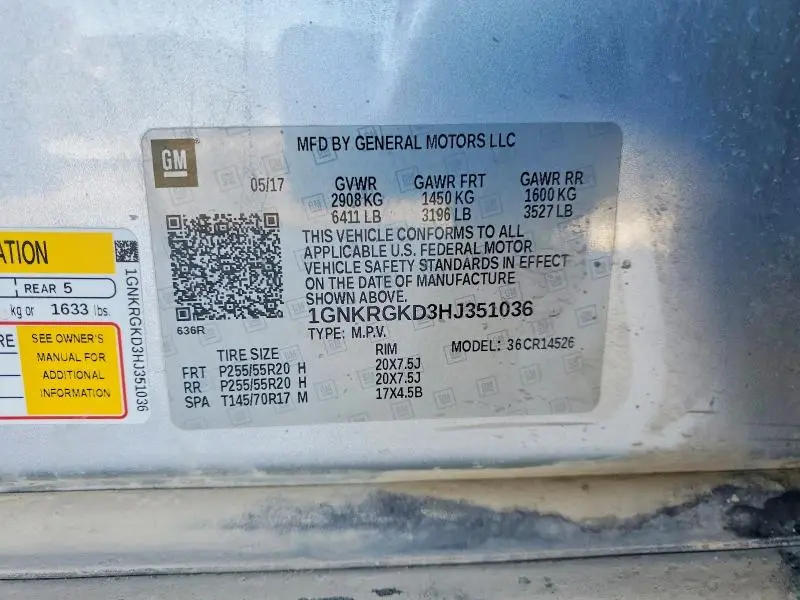 GM
MFD BY GENERAL MOTORS LLC
05/17
GVWR GAWR FRT GAWR RR
2908 KG 1450 KG 1600 KG
6411 LB 3196 LB 3527 LB
THIS VEHICLE CONFORMS TO ALL
APPLICABLE U.S. FEDERAL MOTOR
VEHICLE SAFETY STANDARDS IN EFFECT
ON THE DATE OF MANUFACTURE
SHOWN ABOVE.
1GNKRGKD3HJ351036
636R
TYPE: M.P.V. MODEL: 36CR14526
TIRE SIZE RIM
FRT P255/55R20 H 20X7.5J
RR P255/55R20 H 20X7.5J
SPA T145/70R17 M 17X4.5B
ATION
REAR 5
kg or 1633 lbs.
RE
SEE OWNER'S
MANUAL FOR
ADDITIONAL
INFORMATION
1GNKRGKD3HJ351036